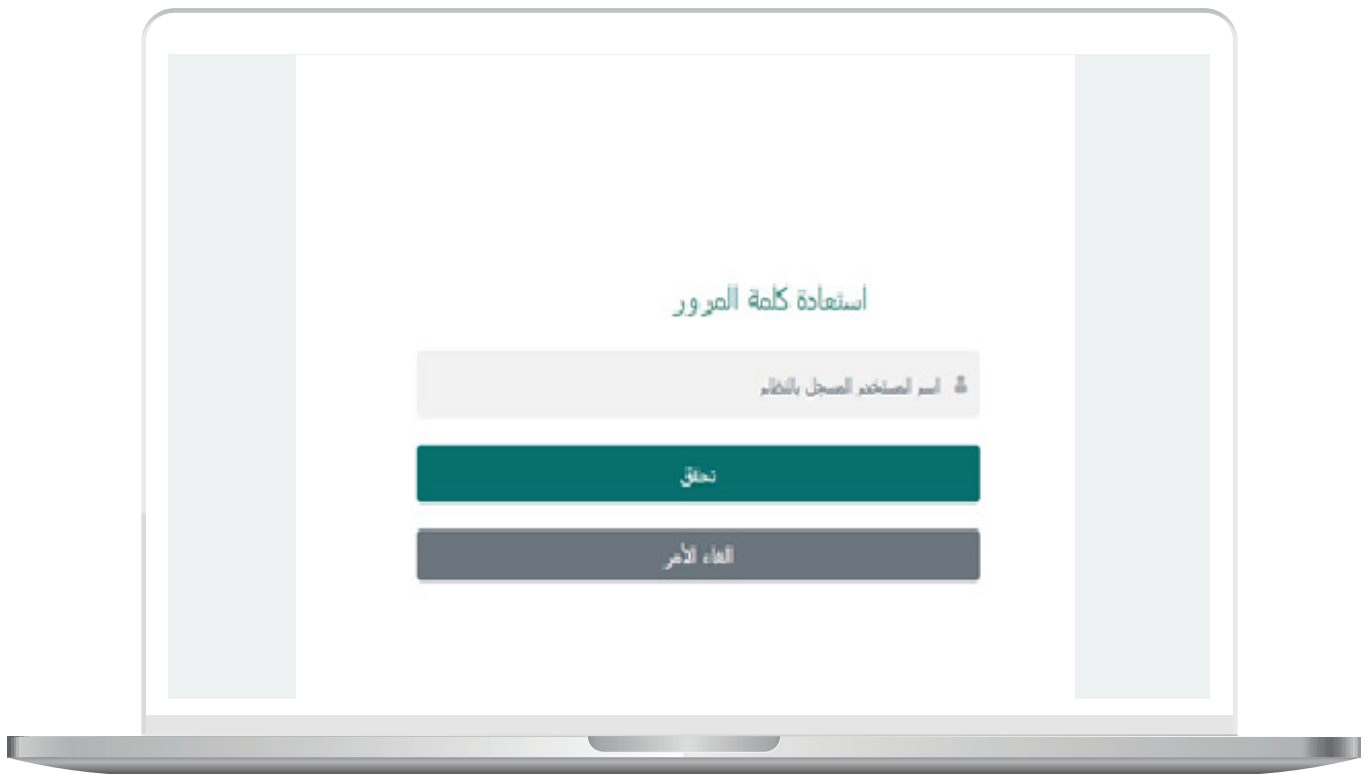 استعادة كلمة المرور
اسم المستخدم المسجل بالنظام
تحقق
الغاء الأمر